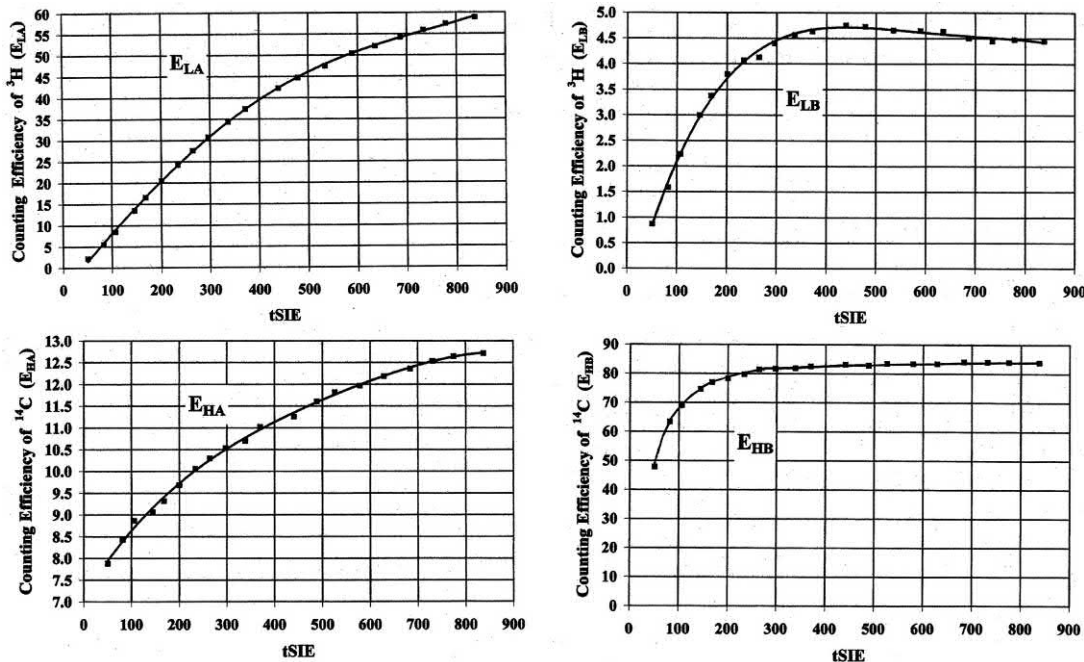 Counting Efficiency of ³H (E_LA)
60
55
50
45
40
35
30
25
20
15
10
5
0
E_LA
0 100 200 300 400 500 600 700 800 900
tSIE
Counting Efficiency of ³H (E_LB)
5.0
4.5
4.0
3.5
3.0
2.5
2.0
1.5
1.0
0.5
0.0
E_LB
0 100 200 300 400 500 600 700 800 900
tSIE
Counting Efficiency of ¹⁴C (E_HA)
13.0
12.5
12.0
11.5
11.0
10.5
10.0
9.5
9.0
8.5
8.0
7.5
7.0
E_HA
0 100 200 300 400 500 600 700 800 900
tSIE
Counting Efficiency of ¹⁴C (E_HB)
90
80
70
60
50
40
30
20
10
0
E_HB
0 100 200 300 400 500 600 700 800 900
tSIE